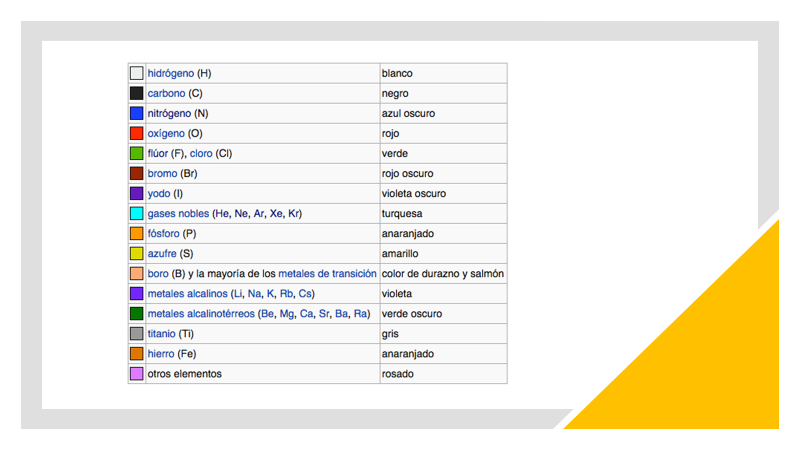 hidrógeno (H) blanco
carbono (C) negro
nitrógeno (N) azul oscuro
oxígeno (O) rojo
flúor (F), cloro (Cl) verde
bromo (Br) rojo oscuro
yodo (I) violeta oscuro
gases nobles (He, Ne, Ar, Xe, Kr) turquesa
fósforo (P) anaranjado
azufre (S) amarillo
boro (B) y la mayoría de los metales de transición color de durazno y salmón
metales alcalinos (Li, Na, K, Rb, Cs) violeta
metales alcalinotérreos (Be, Mg, Ca, Sr, Ba, Ra) verde oscuro
titanio (Ti) gris
hierro (Fe) anaranjado
otros elementos rosado